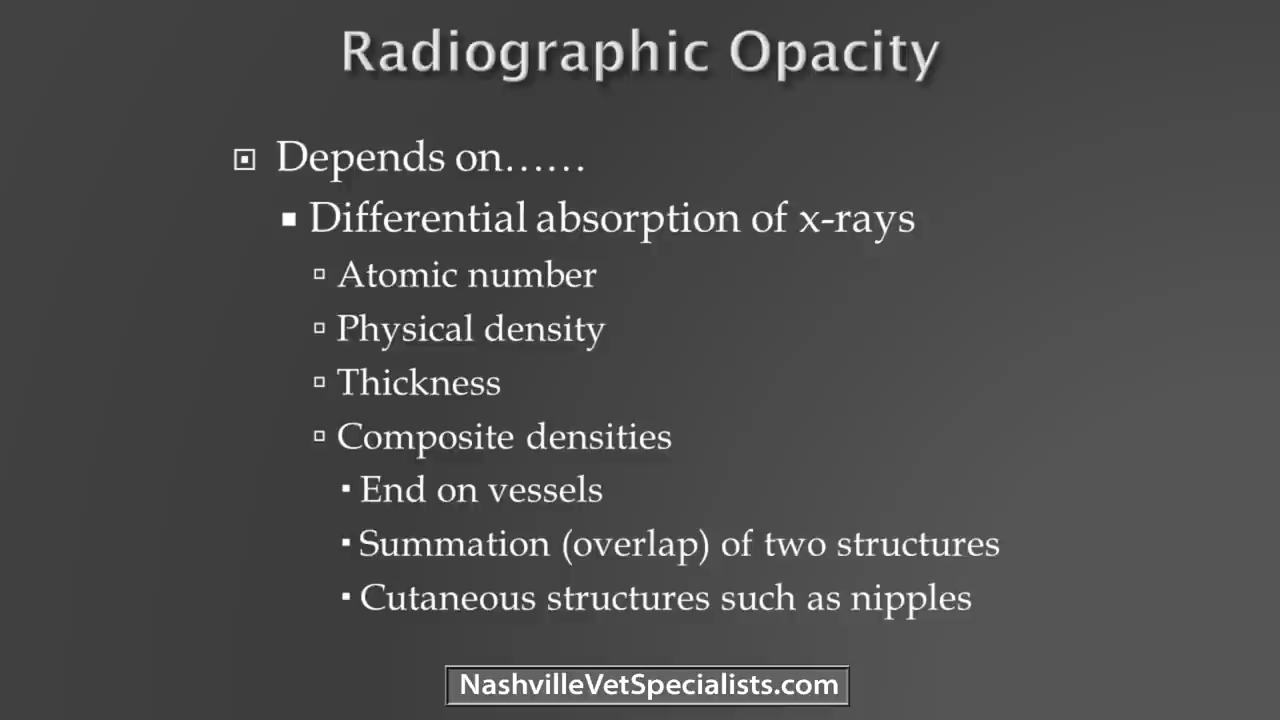 Radiographic Opacity
Depends on......
Differential absorption of x-rays
Atomic number
Physical density
Thickness
Composite densities
End on vessels
Summation (overlap) of two structures
Cutaneous structures such as nipples
NashvilleVetSpecialists.com